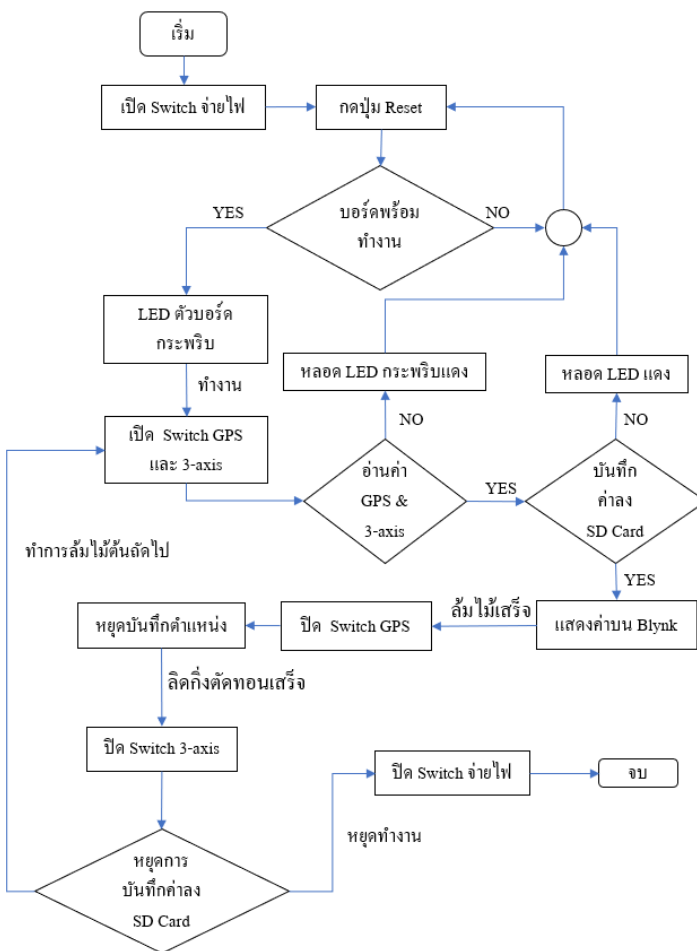 เริ่ม
เปิด Switch จ่ายไฟ
กดปุ่ม Reset
YES
บอร์ดพร้อม
ทำงาน
NO
LED ตัวบอร์ด
กระพริบ
ทำงาน
หลอด LED กระพริบแดง
หลอด LED แดง
NO
NO
เปิด Switch GPS
และ 3-axis
อ่านค่า
GPS &
3-axis
YES
บันทึก
ค่าลง
SD Card
ทำการล้มไม้ต้นถัดไป
YES
หยุดบันทึกตำแหน่ง
ปิด Switch GPS
ล้มไม้เสร็จ
แสดงค่าบน Blynk
ลิดกิ่งตัดทอนเสร็จ
ปิด Switch 3-axis
ปิด Switch จ่ายไฟ
จบ
หยุดทำงาน
หยุดการ
บันทึกค่าลง
SD Card